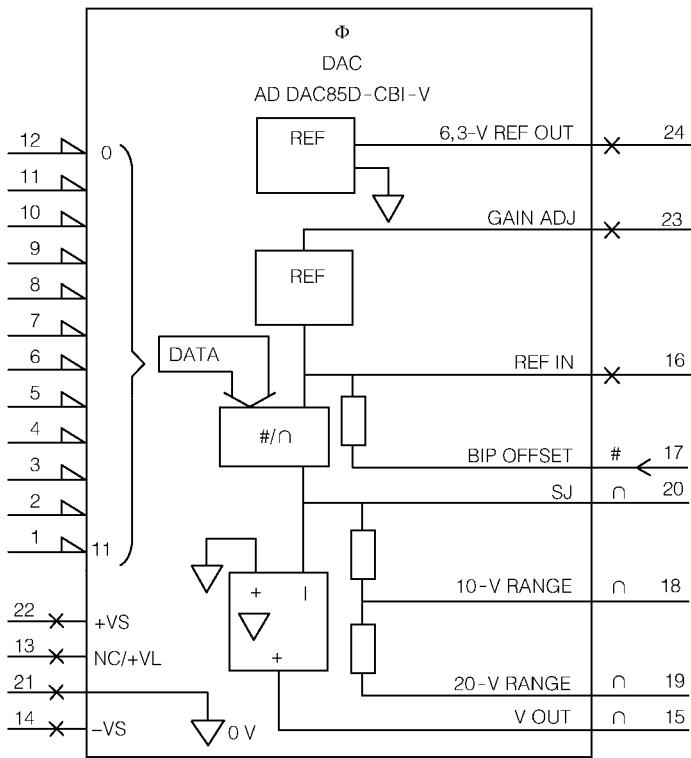 Φ
DAC
AD DAC85D-CBI-V
REF
6,3-V REF OUT
24
12
0
11
10
9
8
7
6
5
4
3
2
1
11
GAIN ADJ
23
REF
DATA
REF IN
16
#/∩
BIP OFFSET
#
17
SJ
∩
20
+
–
+
10-V RANGE
∩
18
20-V RANGE
∩
19
V OUT
∩
15
22
+VS
13
NC/+VL
21
0 V
14
–VS